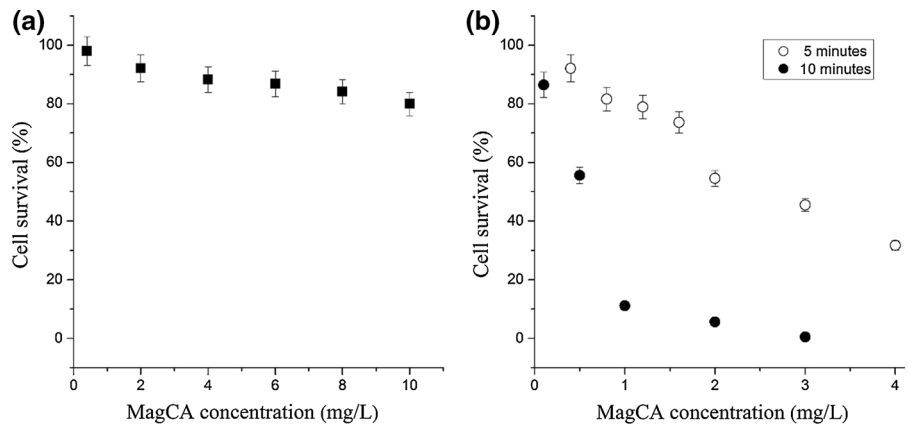 (a)
100
80
60
40
20
0
Cell survival (%)
0 2 4 6 8 10
MagCA concentration (mg/L)
(b)
5 minutes
10 minutes
100
80
60
40
20
0
Cell survival (%)
0 1 2 3 4
MagCA concentration (mg/L)